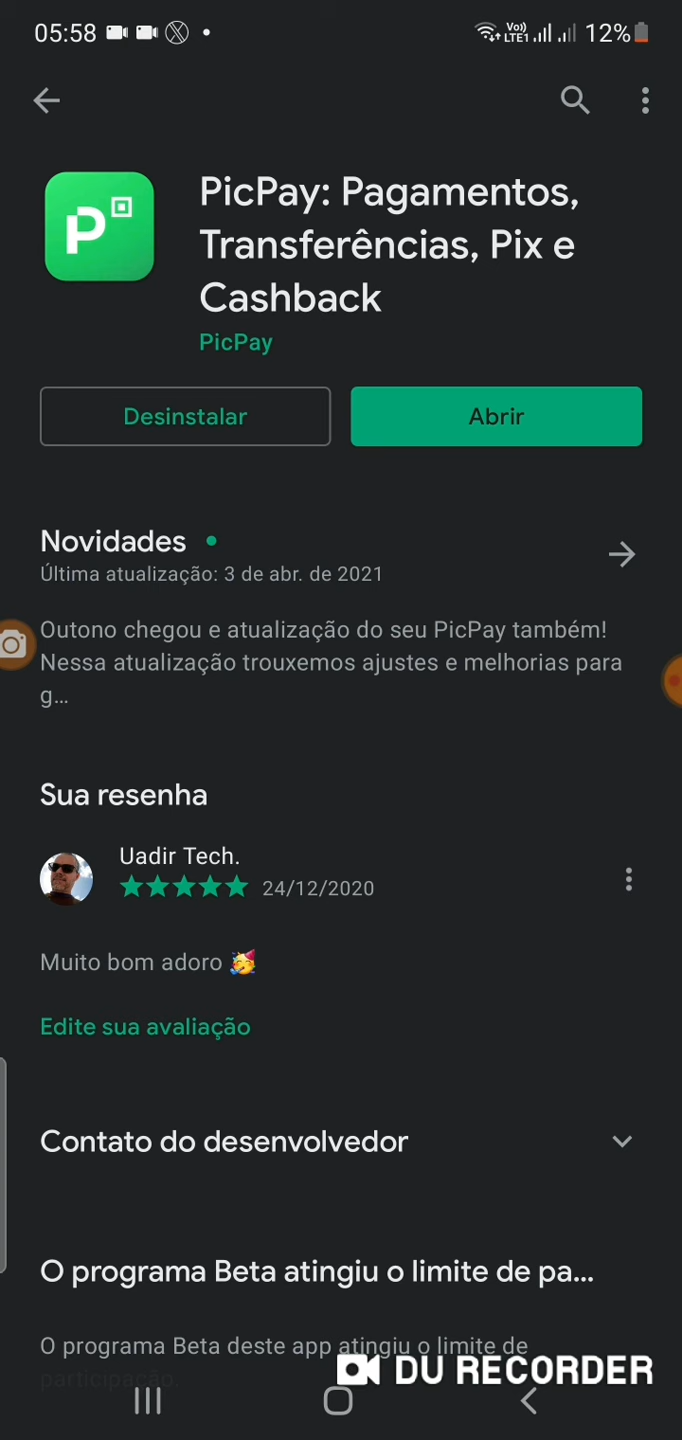 05:58
Vo)) LTE1 12%
PicPay: Pagamentos,
Transferências, Pix e
Cashback
PicPay
Desinstalar
Abrir
Novidades
Última atualização: 3 de abr. de 2021
Outono chegou e atualização do seu PicPay também!
Nessa atualização trouxemos ajustes e melhorias para
g...
Sua resenha
Uadir Tech.
24/12/2020
Muito bom adoro 🥳
Edite sua avaliação
Contato do desenvolvedor
O programa Beta atingiu o limite de pa...
O programa Beta deste app atingiu o limite de
participação.
DU RECORDER